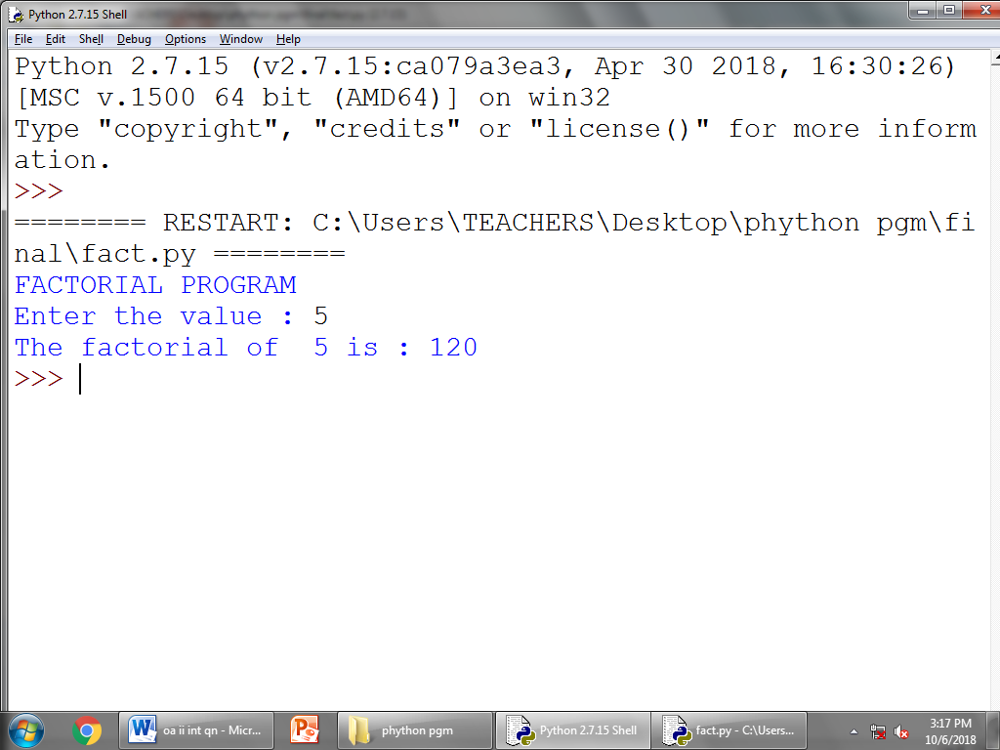 Python 2.7.15 Shell
File Edit Shell Debug Options Window Help
Python 2.7.15 (v2.7.15:ca079a3ea3, Apr 30 2018, 16:30:26)
[MSC v.1500 64 bit (AMD64)] on win32
Type "copyright", "credits" or "license()" for more inform
ation.
>>>
======== RESTART: C:\Users\TEACHERS\Desktop\phython pgm\fi
nal\fact.py ========
FACTORIAL PROGRAM
Enter the value : 5
The factorial of  5 is : 120
>>>
oa ii int qn - Micr... phython pgm Python 2.7.15 Shell fact.py - C:\Users...
3:17 PM
10/6/2018